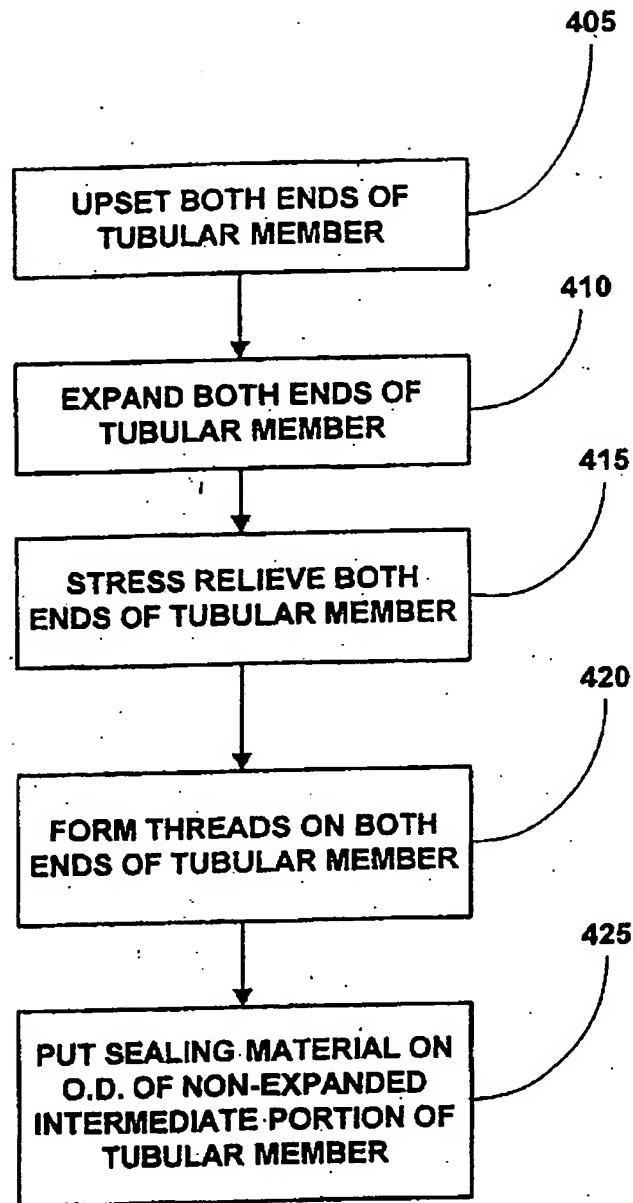 405
UPSET BOTH ENDS OF
TUBULAR MEMBER
410
EXPAND BOTH ENDS OF
TUBULAR MEMBER
415
STRESS RELIEVE BOTH
ENDS OF TUBULAR MEMBER
420
FORM THREADS ON BOTH
ENDS OF TUBULAR MEMBER
425
PUT SEALING MATERIAL ON
O.D. OF NON-EXPANDED
INTERMEDIATE PORTION OF
TUBULAR MEMBER